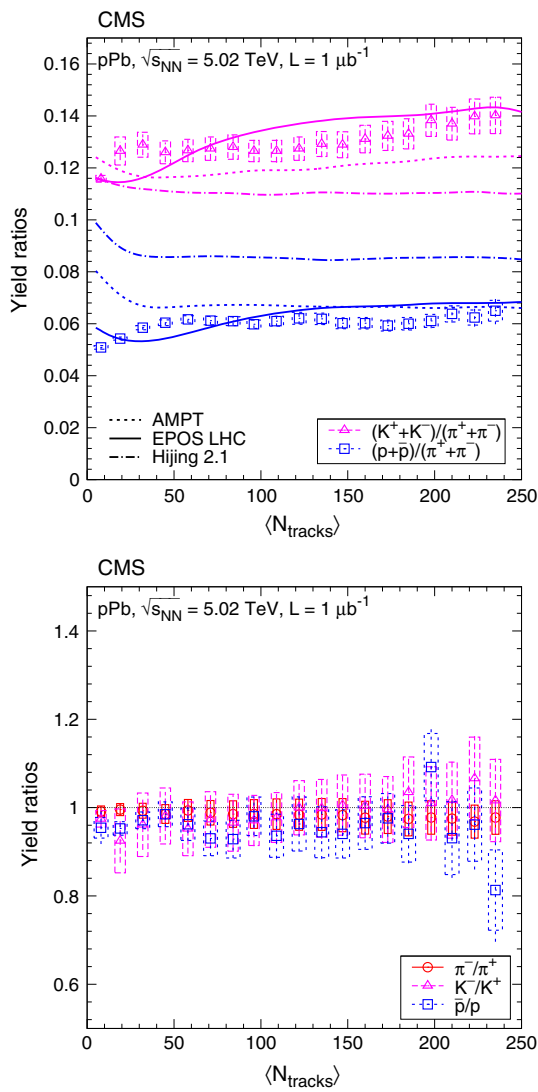 CMS
pPb, √sNN = 5.02 TeV, L = 1 μb⁻¹
0.16
0.14
0.12
0.1
0.08
0.06
0.04
0.02
0
Yield ratios
AMPT
EPOS LHC
Hijing 2.1
(K⁺+K⁻)/(π⁺+π⁻)
(p+p̄)/(π⁺+π⁻)
0 50 100 150 200 250
⟨Ntracks⟩
CMS
pPb, √sNN = 5.02 TeV, L = 1 μb⁻¹
1.4
1.2
1
0.8
0.6
Yield ratios
π⁻/π⁺
K⁻/K⁺
p̄/p
0 50 100 150 200 250
⟨Ntracks⟩